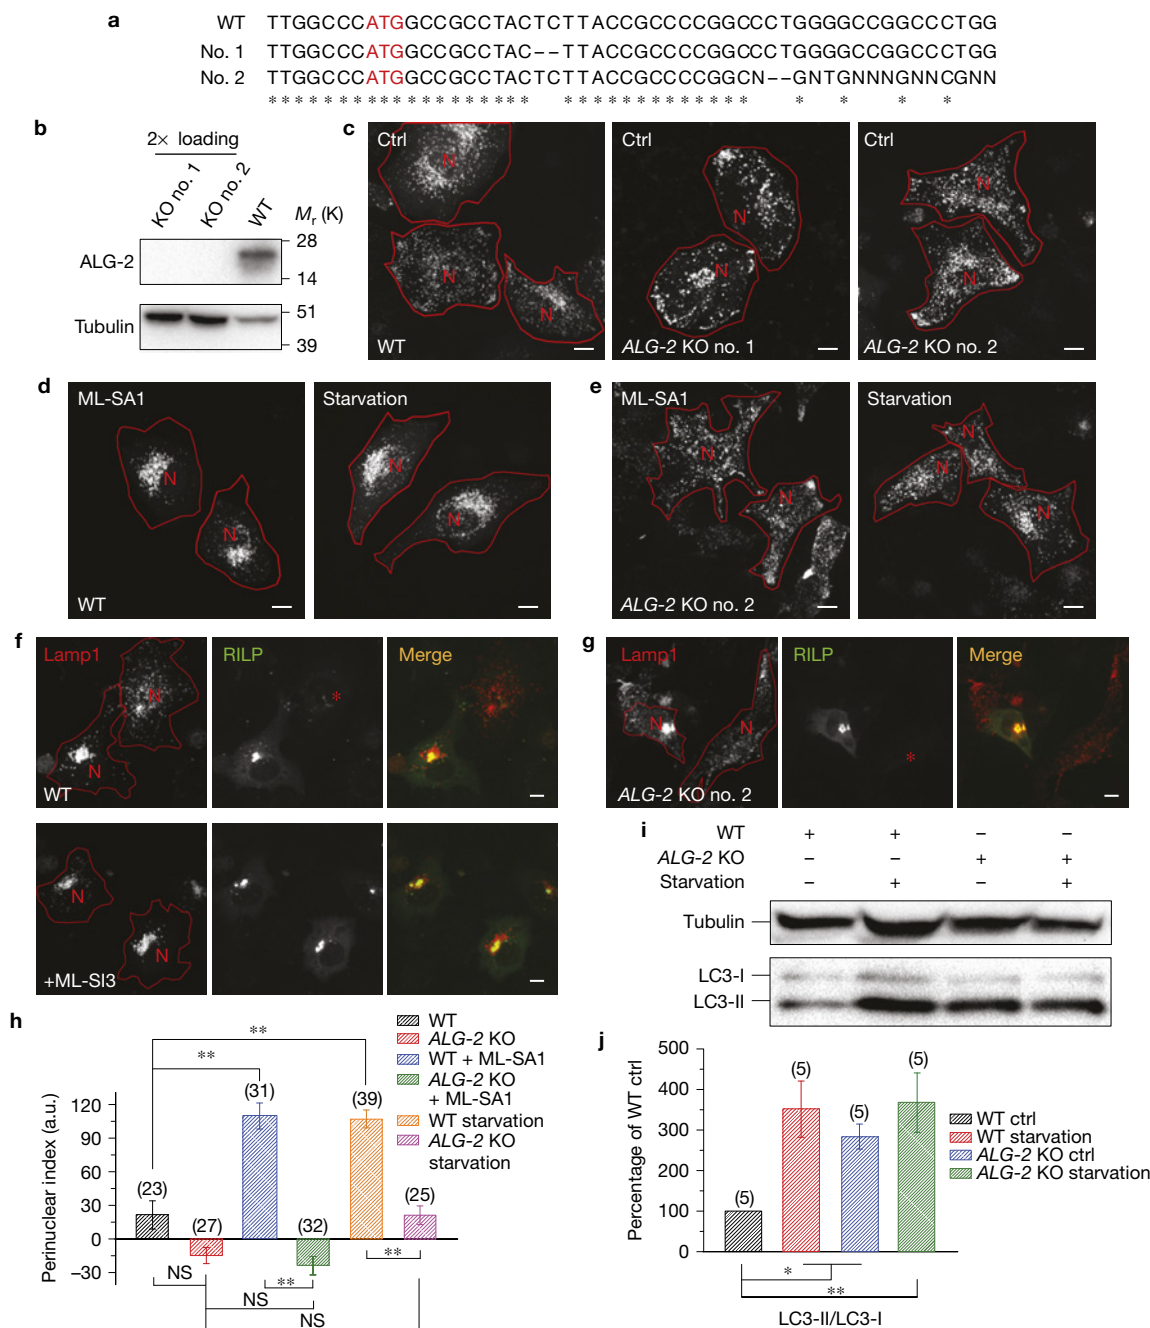 a
WT TTGGCCCATGGCCGCCTACTCTTACCGCCCCGGCCCTGGGGCCGGCCCTGG
No. 1 TTGGCCCATGGCCGCCTAC--TTACCGCCCCGGCCCTGGGGCCGGCCCTGG
No. 2 TTGGCCCATGGCCGCCTACTCTTACCGCCCCGGCN--GNTGNNNGNNCGNN
b
2× loading
KO no. 1 KO no. 2 WT
Mr (K)
ALG-2
28
14
Tubulin
51
39
c
Ctrl Ctrl Ctrl
N N N N N N N
WT ALG-2 KO no. 1 ALG-2 KO no. 2
d
ML-SA1 Starvation
N N N N
WT
e
ML-SA1 Starvation
N N N N N
ALG-2 KO no. 2
f
Lamp1 RILP Merge
N *
N
WT
N
N
+ML-SI3
g
Lamp1 RILP Merge
N N
*
ALG-2 KO no. 2
i
WT + + − −
ALG-2 KO − − + +
Starvation − + − +
Tubulin
LC3-I
LC3-II
h
WT
ALG-2 KO
WT + ML-SA1
ALG-2 KO
+ ML-SA1
WT starvation
ALG-2 KO
starvation
Perinuclear index (a.u.)
120
90
60
30
0
−30
**
**
(23) (27) (31) (32) (39) (25)
NS
**
**
NS
NS
j
Percentage of WT ctrl
500
400
300
200
100
0
(5) (5) (5) (5)
WT ctrl
WT starvation
ALG-2 KO ctrl
ALG-2 KO starvation
*
**
LC3-II/LC3-I